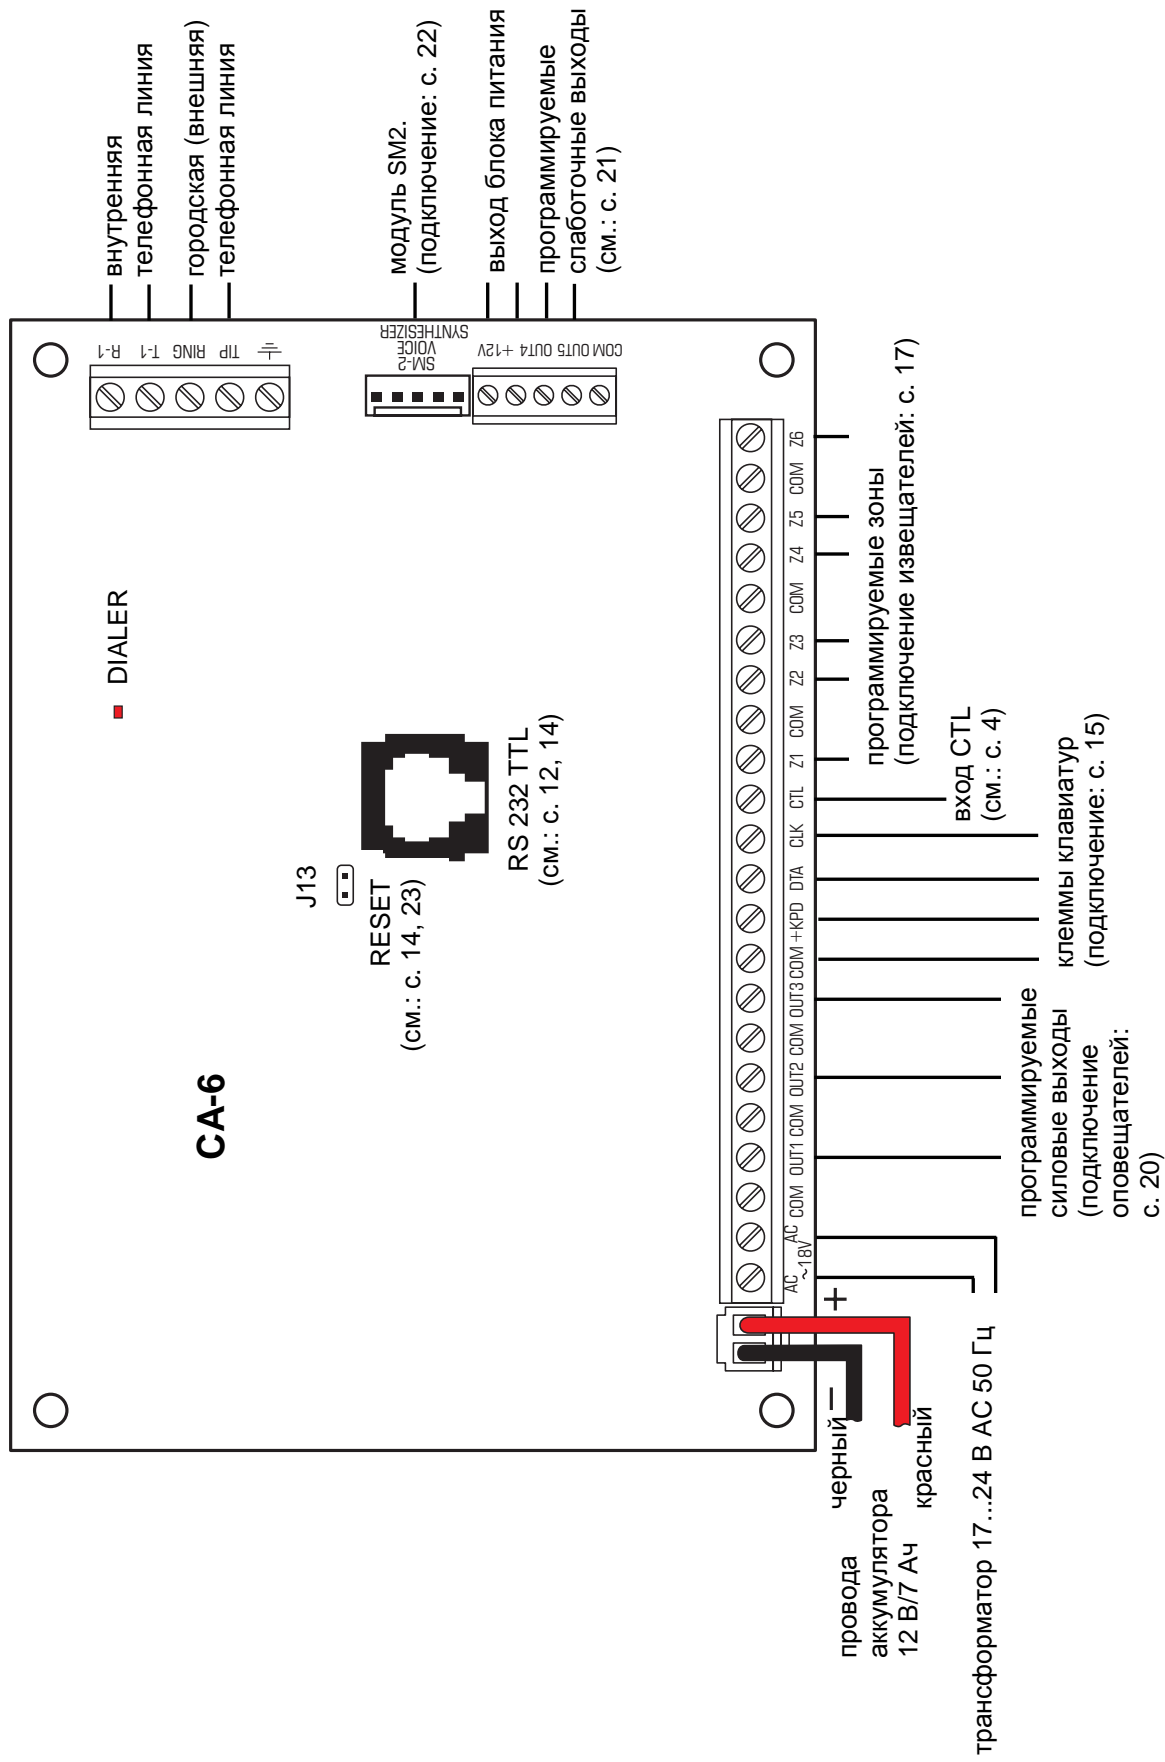 внутренняя
телефонная линия
городская (внешняя)
телефонная линия
модуль SM2.
(подключение: с. 22)
выход блока питания
программируемые
слаботочные выходы
(см.: с. 21)
R-1
T-1
RING
TIP
SM-2
VOICE
SYNTHESIZER
COM OUT5 OUT4 +12V
DIALER
J13
RESET
(см.: с. 14, 23)
RS 232 TTL
(см.: с. 12, 14)
CA-6
AC
~18V
AC
COM OUT1 COM OUT2 COM OUT3 COM +KPD DTA CLK CTL Z1 COM Z2 Z3 COM Z4 Z5 COM Z6
программируемые зоны
(подключение извещателей: с. 17)
вход CTL
(см.: с. 4)
клеммы клавиатур
(подключение: с. 15)
программируемые
силовые выходы
(подключение
оповещателей:
с. 20)
+
–
черный
красный
провода
аккумулятора
12 В/7 Ач
трансформатор 17...24 В AC 50 Гц